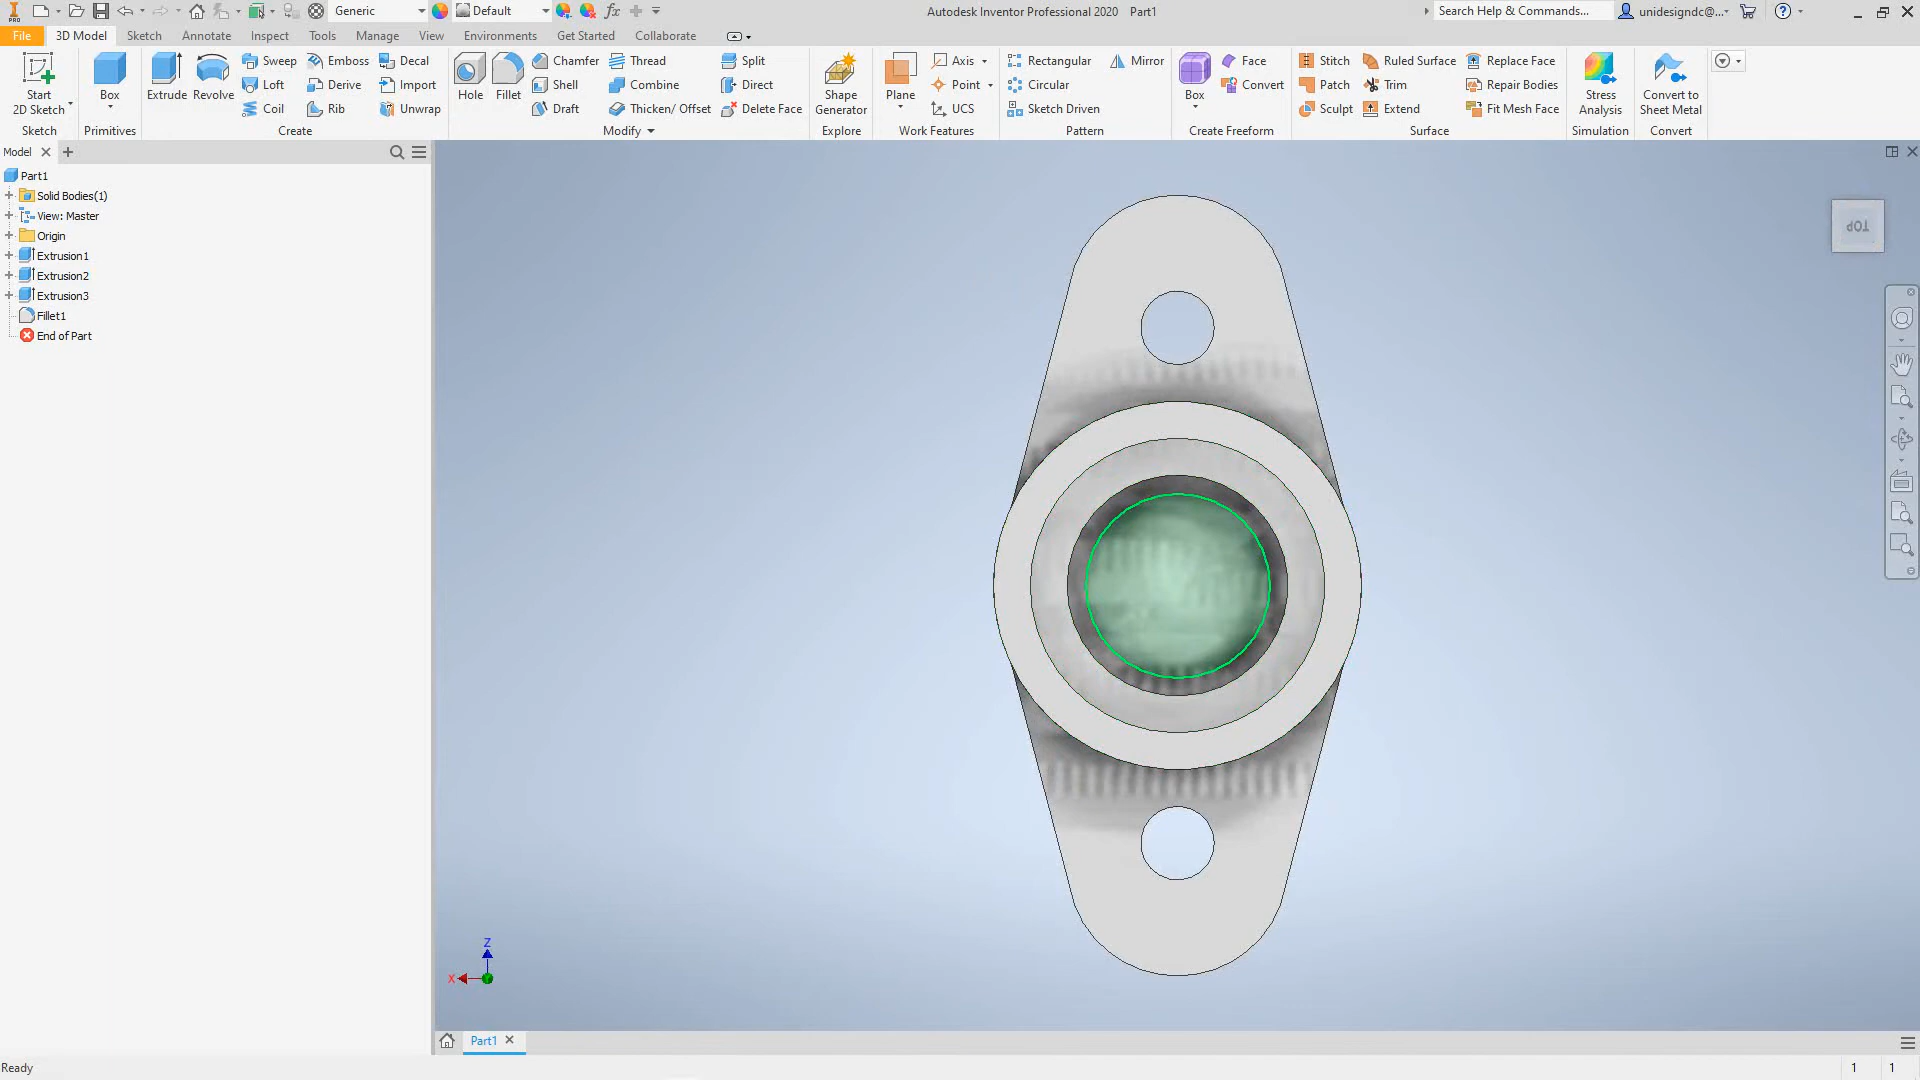 PRO Generic Default fx Autodesk Inventor Professional 2020 Part1 Search Help & Commands... unidesigndc@...
File 3D Model Sketch Annotate Inspect Tools Manage View Environments Get Started Collaborate
Start 2D Sketch
Sketch
Box
Primitives
Extrude Revolve
Sweep Emboss Decal
Loft Derive Import
Coil Rib Unwrap
Create
Hole Fillet
Chamfer Thread Split
Shell Combine Direct
Draft Thicken/ Offset Delete Face
Modify
Shape Generator
Explore
Plane
Axis
Point
UCS
Work Features
Rectangular Mirror
Circular
Sketch Driven
Pattern
Box
Face
Convert
Create Freeform
Stitch Ruled Surface Replace Face
Patch Trim Repair Bodies
Sculpt Extend Fit Mesh Face
Surface
Stress Analysis
Simulation
Convert to Sheet Metal
Convert
Model
Part1
Solid Bodies(1)
View: Master
Origin
Extrusion1
Extrusion2
Extrusion3
Fillet1
End of Part
TOP
Z
X
Part1
Ready 1 1